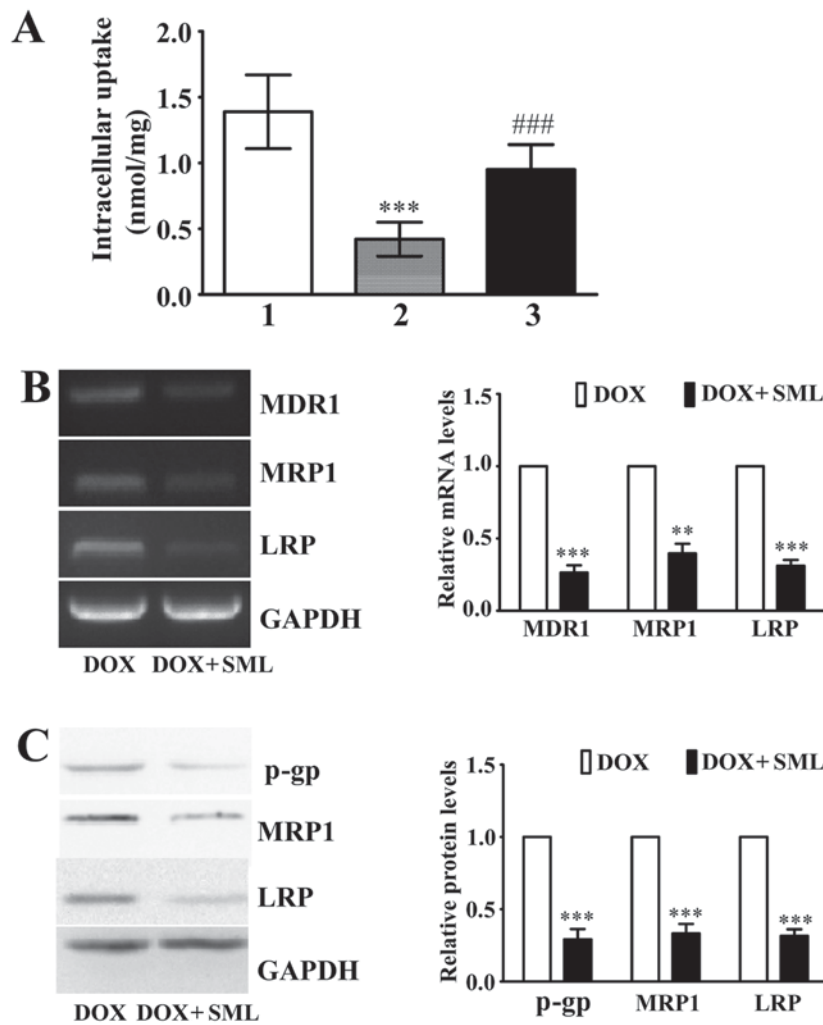 A
Intracellular uptake
(nmol/mg)
2.0
1.5
1.0
0.5
0.0
***
###
1 2 3
B
MDR1
MRP1
LRP
GAPDH
DOX DOX+SML
Relative mRNA levels
1.5
1.0
0.5
0.0
DOX DOX+SML
*** ** ***
MDR1 MRP1 LRP
C
p-gp
MRP1
LRP
GAPDH
DOX DOX+SML
Relative protein levels
1.5
1.0
0.5
0.0
DOX DOX+SML
*** *** ***
p-gp MRP1 LRP